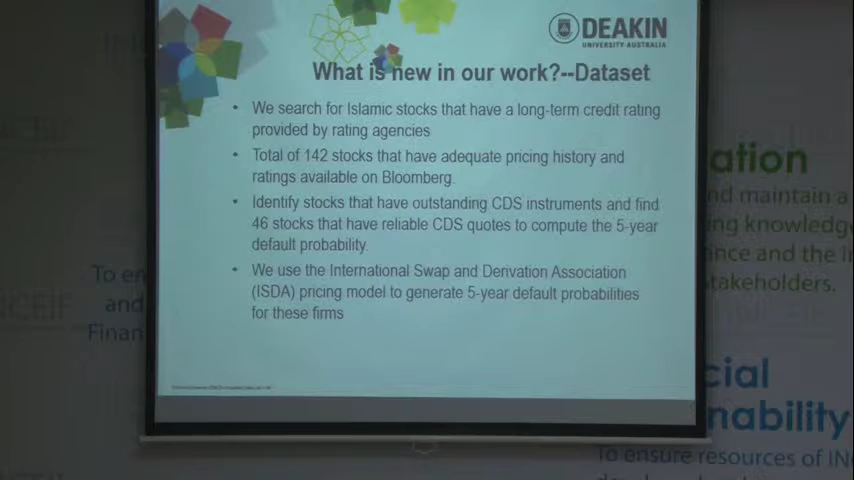 DEAKIN
UNIVERSITY·AUSTRALIA
What is new in our work?--Dataset
• We search for Islamic stocks that have a long-term credit rating
provided by rating agencies
• Total of 142 stocks that have adequate pricing history and
ratings available on Bloomberg.
• Identify stocks that have outstanding CDS instruments and find
46 stocks that have reliable CDS quotes to compute the 5-year
default probability.
• We use the International Swap and Derivation Association
(ISDA) pricing model to generate 5-year default probabilities
for these firms
To en
and
Finan
NCEIF
ation
nd maintain a
ng knowledg
nce and the I
takeholders.
cial
nability
To ensure resources of IN